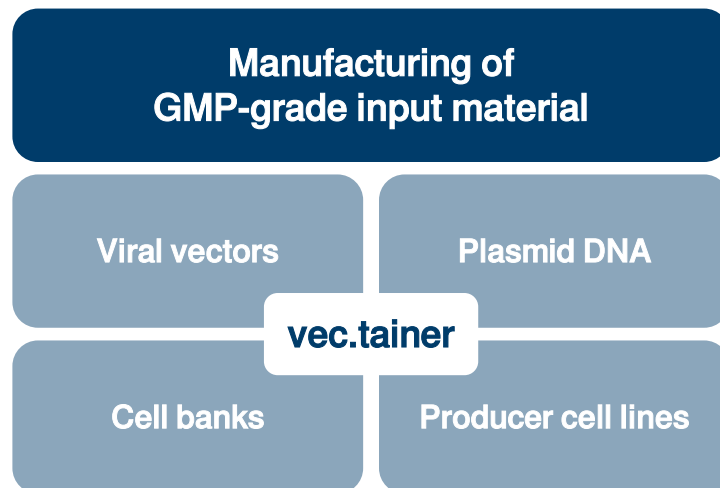 Manufacturing of
GMP-grade input material
Viral vectors
Plasmid DNA
vec.tainer
Cell banks
Producer cell lines